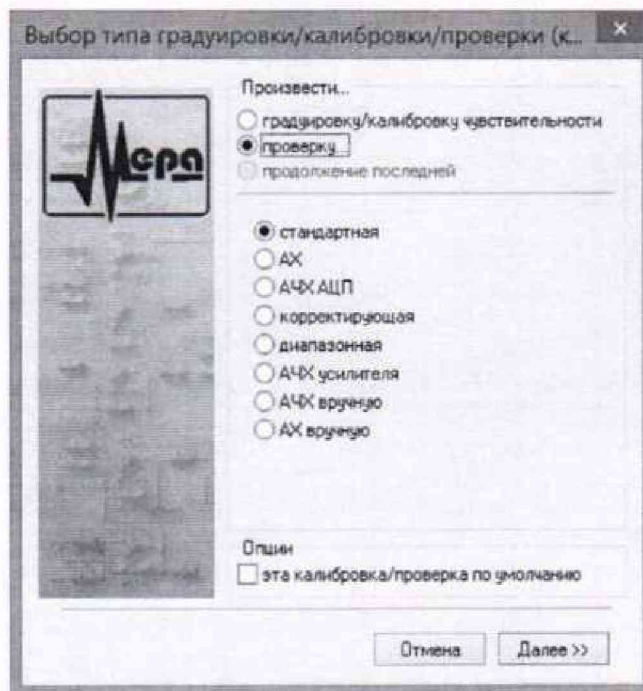 Выбор типа градуировки/калибровки/проверки (к...
Мера
Произвести...
градуировку/калибровку чувствительности
проверку
продолжение последней
стандартная
АХ
АЧХ АЦП
корректирующая
диапазонная
АЧХ усилителя
АЧХ вручную
АХ вручную
Опции
эта калибровка/проверка по умолчанию
Отмена
Далее >>